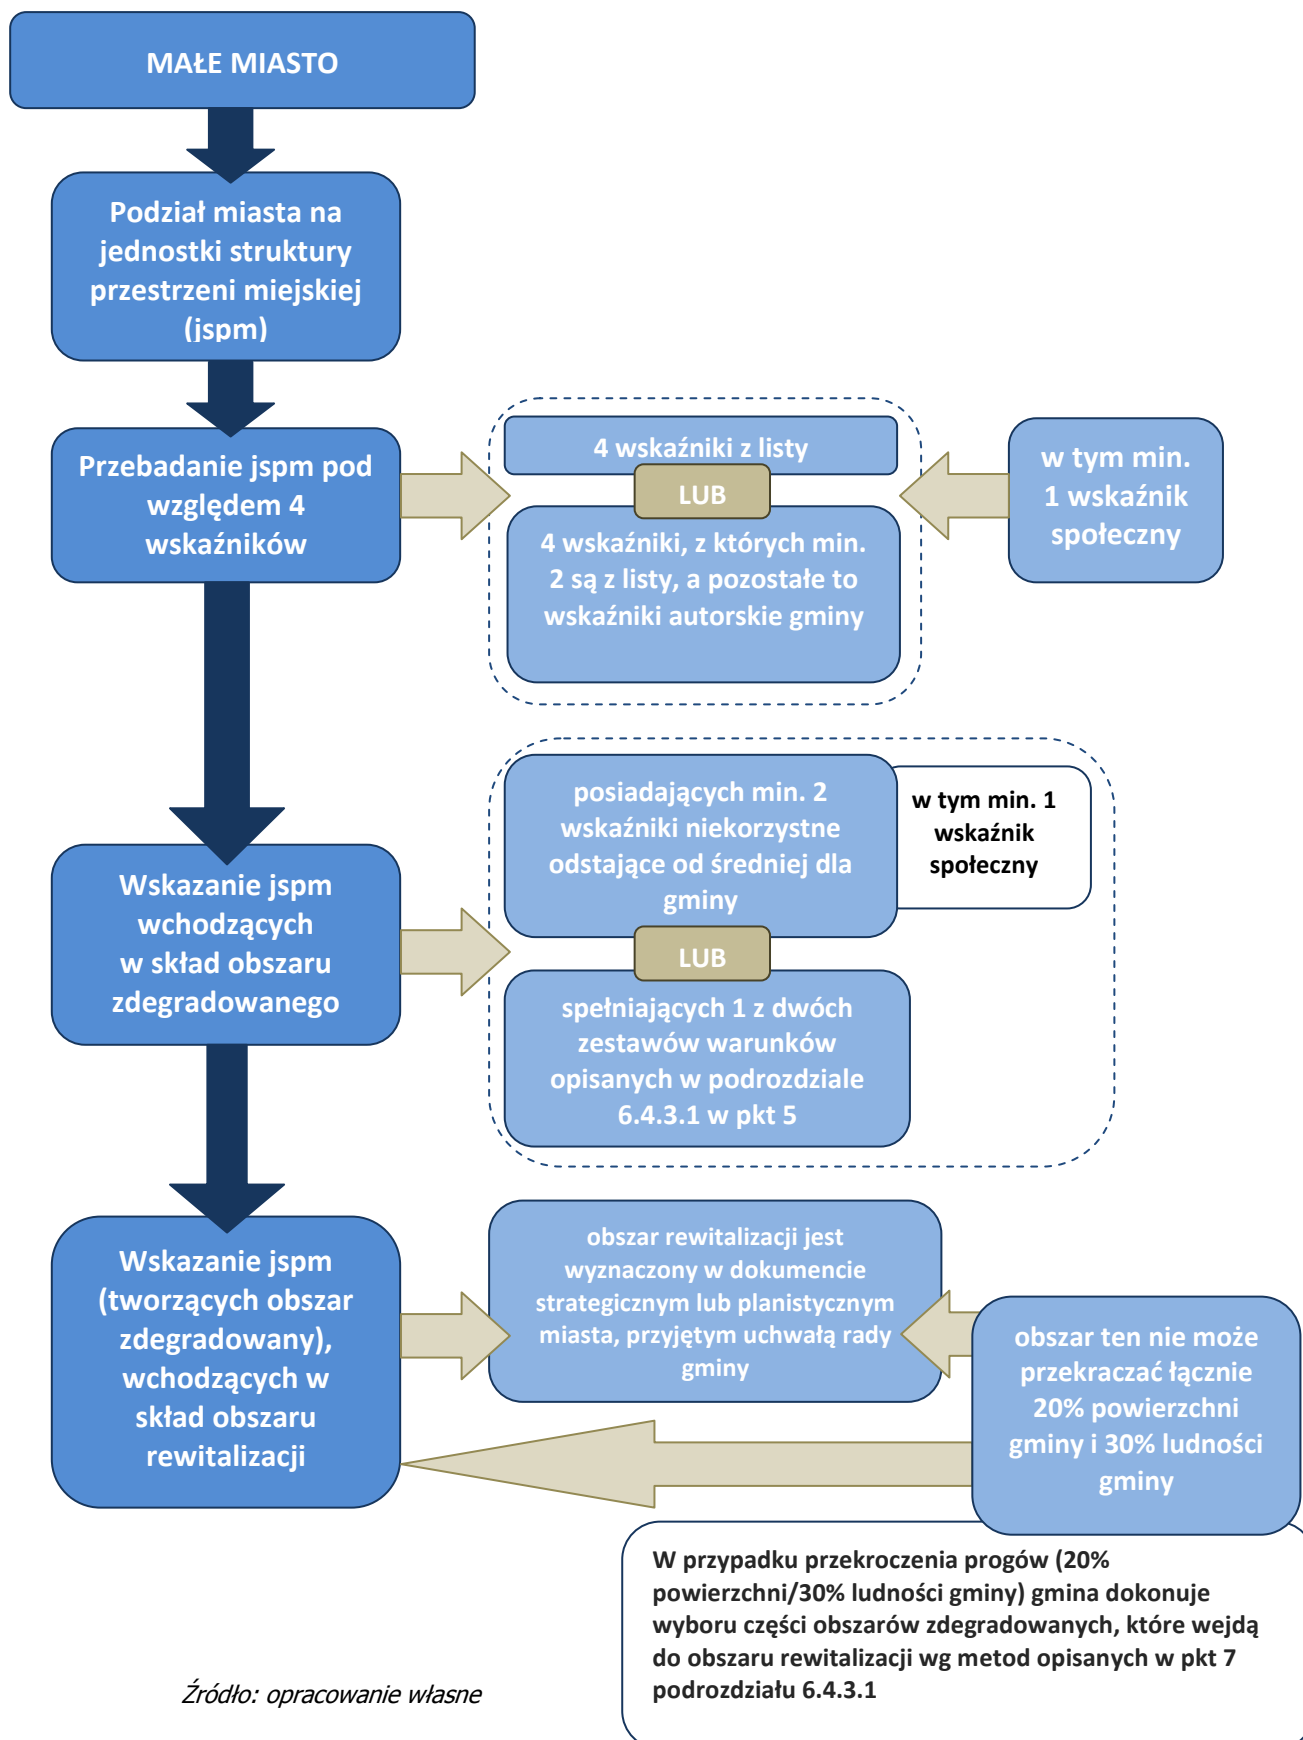 MAŁE MIASTO
Podział miasta na
jednostki struktury
przestrzeni miejskiej
(jspm)
Przebadanie jspm pod
względem 4
wskaźników
4 wskaźniki z listy
LUB
4 wskaźniki, z których min.
2 są z listy, a pozostałe to
wskaźniki autorskie gminy
w tym min.
1 wskaźnik
społeczny
Wskazanie jspm
wchodzących
w skład obszaru
zdegradowanego
posiadających min. 2
wskaźniki niekorzystne
odstające od średniej dla
gminy
w tym min. 1
wskaźnik
społeczny
LUB
spełniających 1 z dwóch
zestawów warunków
opisanych w podrozdziale
6.4.3.1 w pkt 5
Wskazanie jspm
(tworzących obszar
zdegradowany),
wchodzących w
skład obszaru
rewitalizacji
obszar rewitalizacji jest
wyznaczony w dokumencie
strategicznym lub planistycznym
miasta, przyjętym uchwałą rady
gminy
obszar ten nie może
przekraczać łącznie
20% powierzchni
gminy i 30% ludności
gminy
W przypadku przekroczenia progów (20%
powierzchni/30% ludności gminy) gmina dokonuje
wyboru części obszarów zdegradowanych, które wejdą
do obszaru rewitalizacji wg metod opisanych w pkt 7
podrozdziału 6.4.3.1
Źródło: opracowanie własne